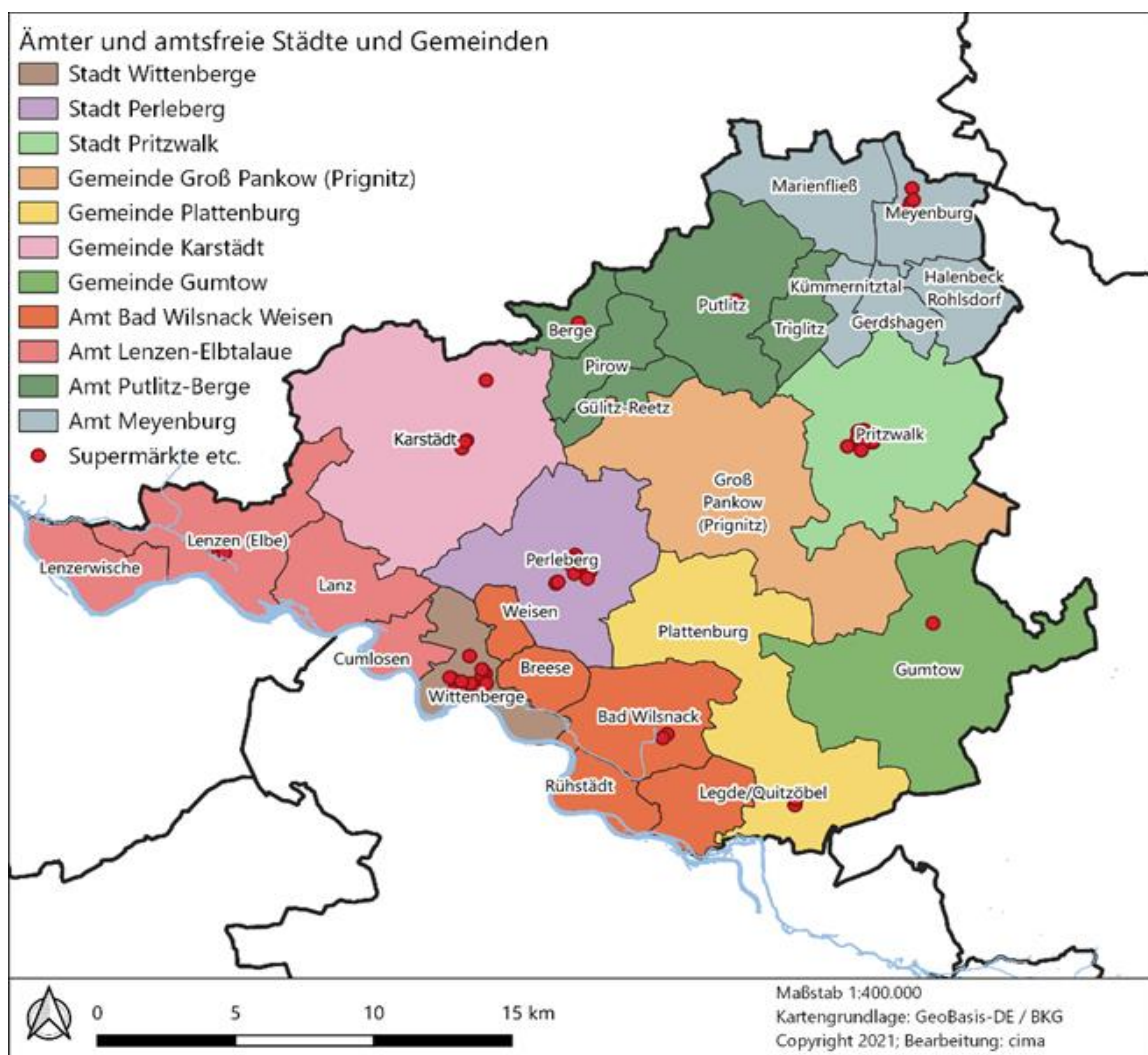 Ämter und amtsfreie Städte und Gemeinden
Stadt Wittenberge
Stadt Perleberg
Stadt Pritzwalk
Gemeinde Groß Pankow (Prignitz)
Gemeinde Plattenburg
Gemeinde Karstädt
Gemeinde Gumtow
Amt Bad Wilsnack Weisen
Amt Lenzen-Elbtalaue
Amt Putlitz-Berge
Amt Meyenburg
Supermärkte etc.
Marienfließ
Meyenburg
Kümmernitztal
Halenbeck
Rohlsdorf
Putlitz
Gerdshagen
Triglitz
Berge
Pirow
Gülitz-Reetz
Karstädt
Pritzwalk
Groß
Pankow
(Prignitz)
Lenzen (Elbe)
Lenzerwische
Lanz
Perleberg
Weisen
Plattenburg
Cumlosen
Breese
Gumtow
Wittenberge
Bad Wilsnack
Rühstädt
Legde/Quitzöbel
0 5 10 15 km
Maßstab 1:400.000
Kartengrundlage: GeoBasis-DE / BKG
Copyright 2021; Bearbeitung: cima